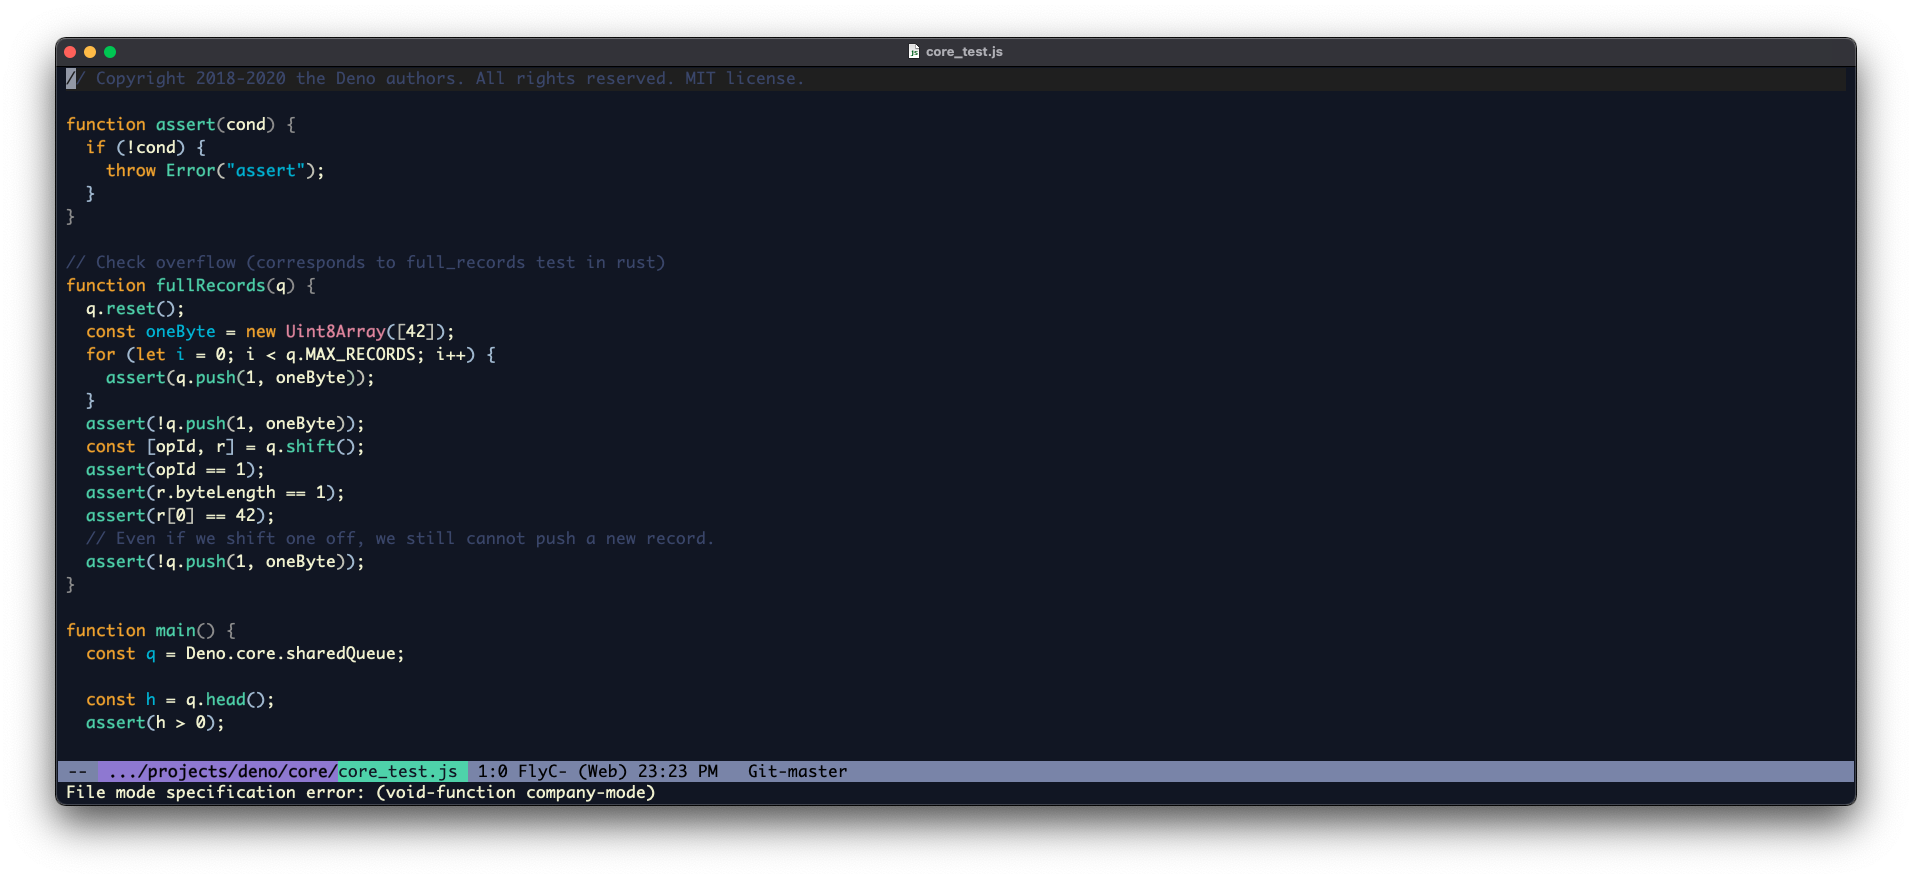 core_test.js
// Copyright 2018-2020 the Deno authors. All rights reserved. MIT license.
function assert(cond) {
  if (!cond) {
    throw Error("assert");
  }
}
// Check overflow (corresponds to full_records test in rust)
function fullRecords(q) {
  q.reset();
  const oneByte = new Uint8Array([42]);
  for (let i = 0; i < q.MAX_RECORDS; i++) {
    assert(q.push(1, oneByte));
  }
  assert(!q.push(1, oneByte));
  const [opId, r] = q.shift();
  assert(opId == 1);
  assert(r.byteLength == 1);
  assert(r[0] == 42);
  // Even if we shift one off, we still cannot push a new record.
  assert(!q.push(1, oneByte));
}
function main() {
  const q = Deno.core.sharedQueue;
  const h = q.head();
  assert(h > 0);
-- .../projects/deno/core/core_test.js 1:0 FlyC- (Web) 23:23 PM Git-master
File mode specification error: (void-function company-mode)